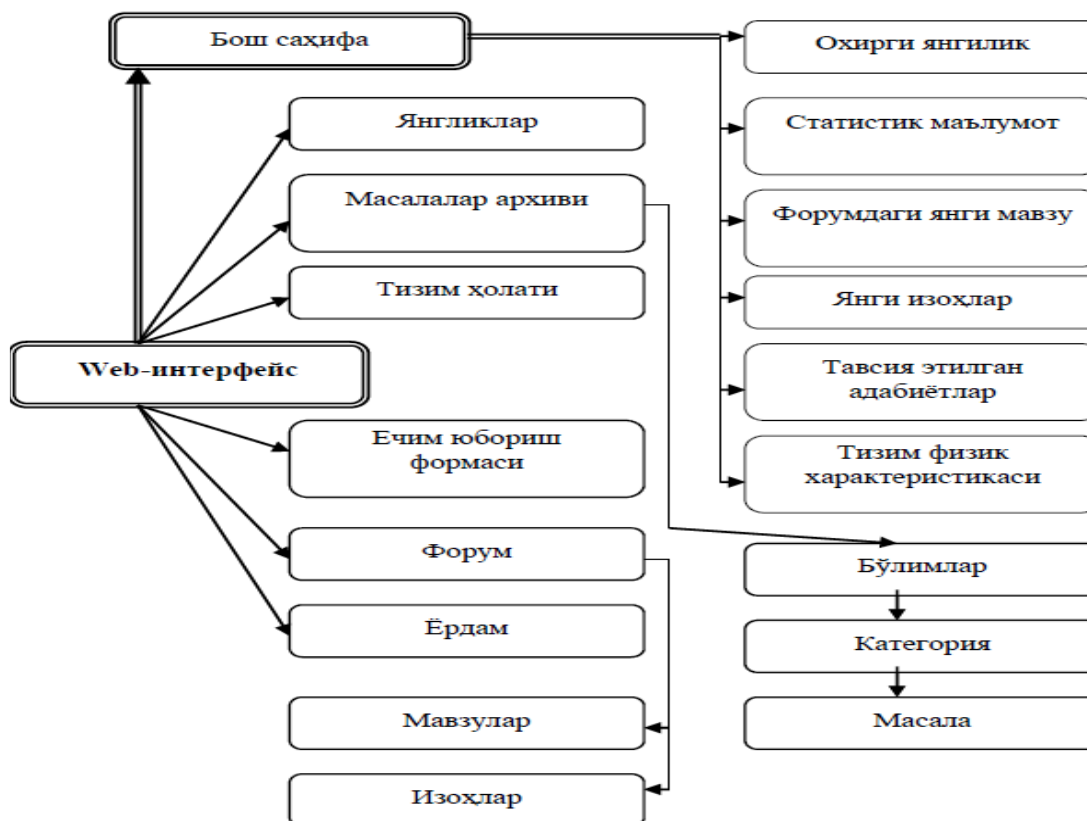 Бош саҳифа
Охирги янгилик
Янгликлар
Статистик маълумот
Масалалар архиви
Форумдаги янги мавзу
Тизим ҳолати
Янги изоҳлар
Web-интерфейс
Тавсия этилган
адабиётлар
Ечим юбориш
формаси
Тизим физик
характеристикаси
Форум
Бўлимлар
Ёрдам
Категория
Мавзулар
Масала
Изоҳлар